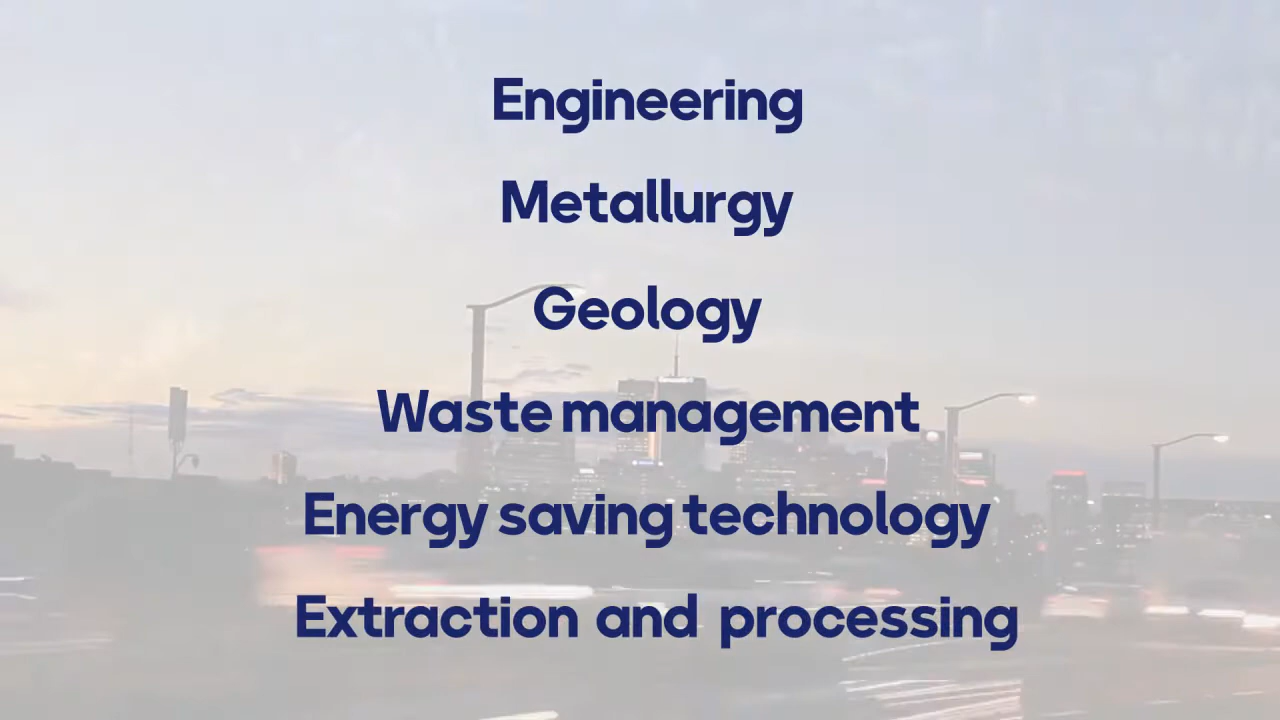 Engineering
Metallurgy
Geology
Waste management
Energy saving technology
Extraction and processing